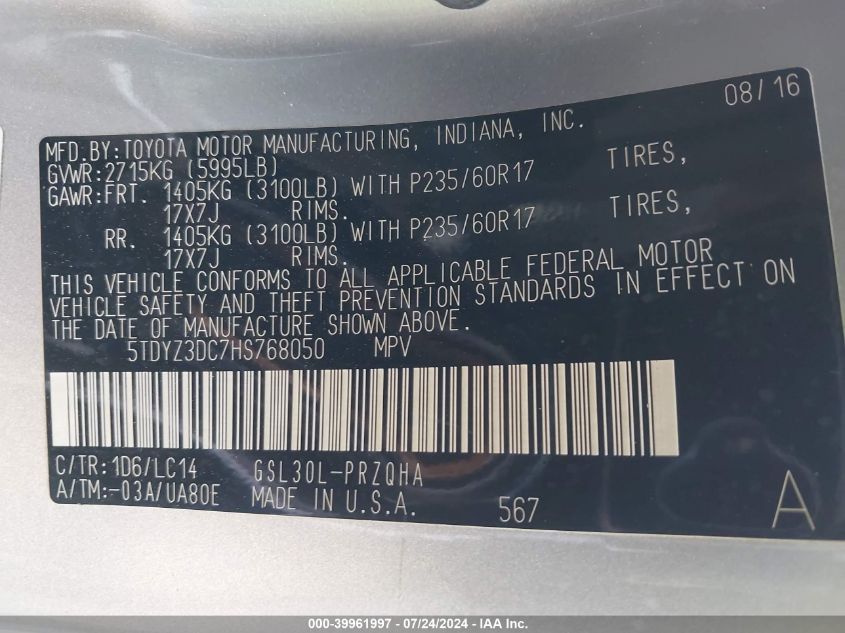 08/16
MFD.BY:TOYOTA MOTOR MANUFACTURING, INDIANA, INC.
GVWR:2715KG (5995LB)
GAWR:FRT. 1405KG (3100LB) WITH P235/60R17 TIRES,
17X7J RIMS.
RR. 1405KG (3100LB) WITH P235/60R17 TIRES,
17X7J RIMS.
THIS VEHICLE CONFORMS TO ALL APPLICABLE FEDERAL MOTOR
VEHICLE SAFETY AND THEFT PREVENTION STANDARDS IN EFFECT ON
THE DATE OF MANUFACTURE SHOWN ABOVE.
5TDYZ3DC7HS768050 MPV
C/TR:1D6/LC14 GSL30L-PRZQHA
A/TM:-03A/UA80E MADE IN U.S.A. 567 A
000-39961997 - 07/24/2024 - IAA Inc.